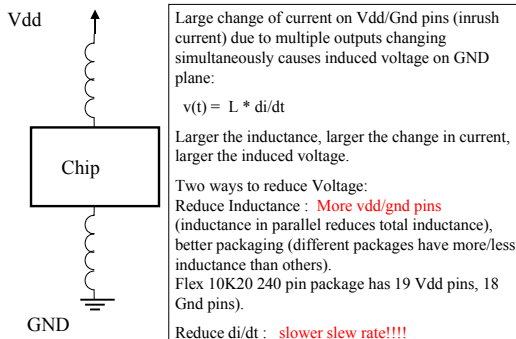 Vdd
Chip
GND
Large change of current on Vdd/Gnd pins (inrush
current) due to multiple outputs changing
simultaneously causes induced voltage on GND
plane:
v(t) = L * di/dt
Larger the inductance, larger the change in current,
larger the induced voltage.
Two ways to reduce Voltage:
Reduce Inductance : More vdd/gnd pins
(inductance in parallel reduces total inductance),
better packaging (different packages have more/less
inductance than others).
Flex 10K20 240 pin package has 19 Vdd pins, 18
Gnd pins).
Reduce di/dt : slower slew rate!!!!